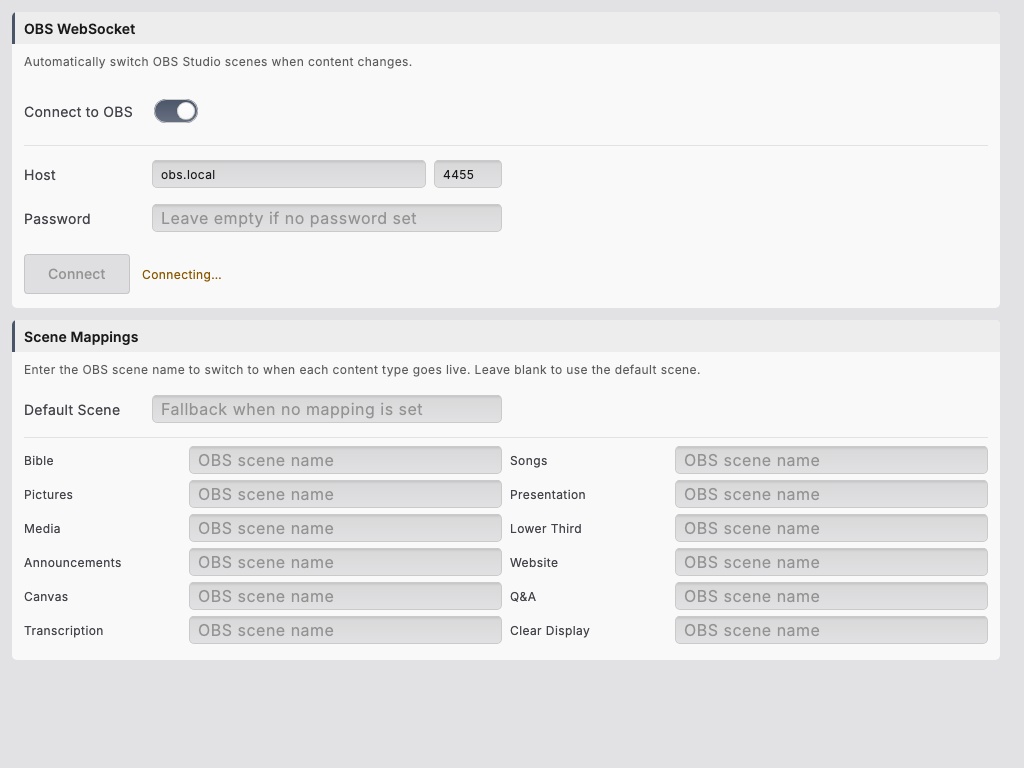 OBS WebSocket
Automatically switch OBS Studio scenes when content changes.
Connect to OBS
Host obs.local 4455
Password Leave empty if no password set
Connect Connecting...
Scene Mappings
Enter the OBS scene name to switch to when each content type goes live. Leave blank to use the default scene.
Default Scene Fallback when no mapping is set
Bible OBS scene name Songs OBS scene name
Pictures OBS scene name Presentation OBS scene name
Media OBS scene name Lower Third OBS scene name
Announcements OBS scene name Website OBS scene name
Canvas OBS scene name Q&A OBS scene name
Transcription OBS scene name Clear Display OBS scene name